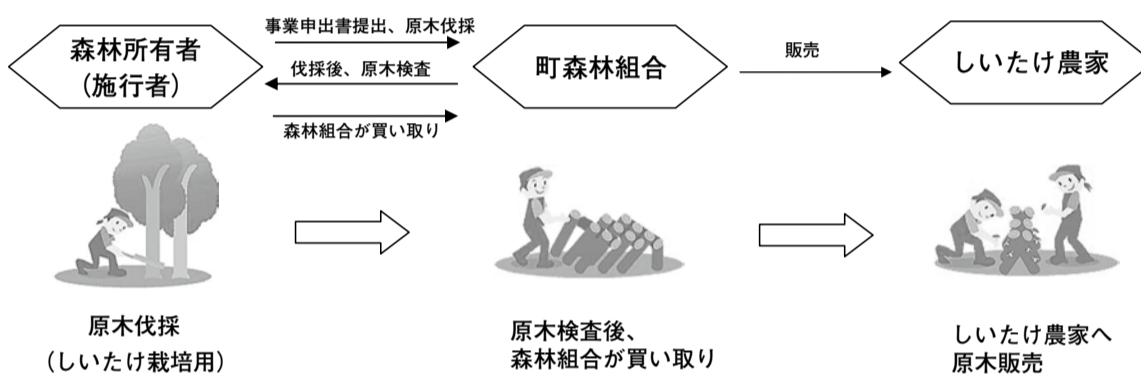 森林所有者
(施行者)
事業申出書提出、原木伐採
伐採後、原木検査
森林組合が買い取り
町森林組合
販売
しいたけ農家
原木伐採
(しいたけ栽培用)
原木検査後、
森林組合が買い取り
しいたけ農家へ
原木販売